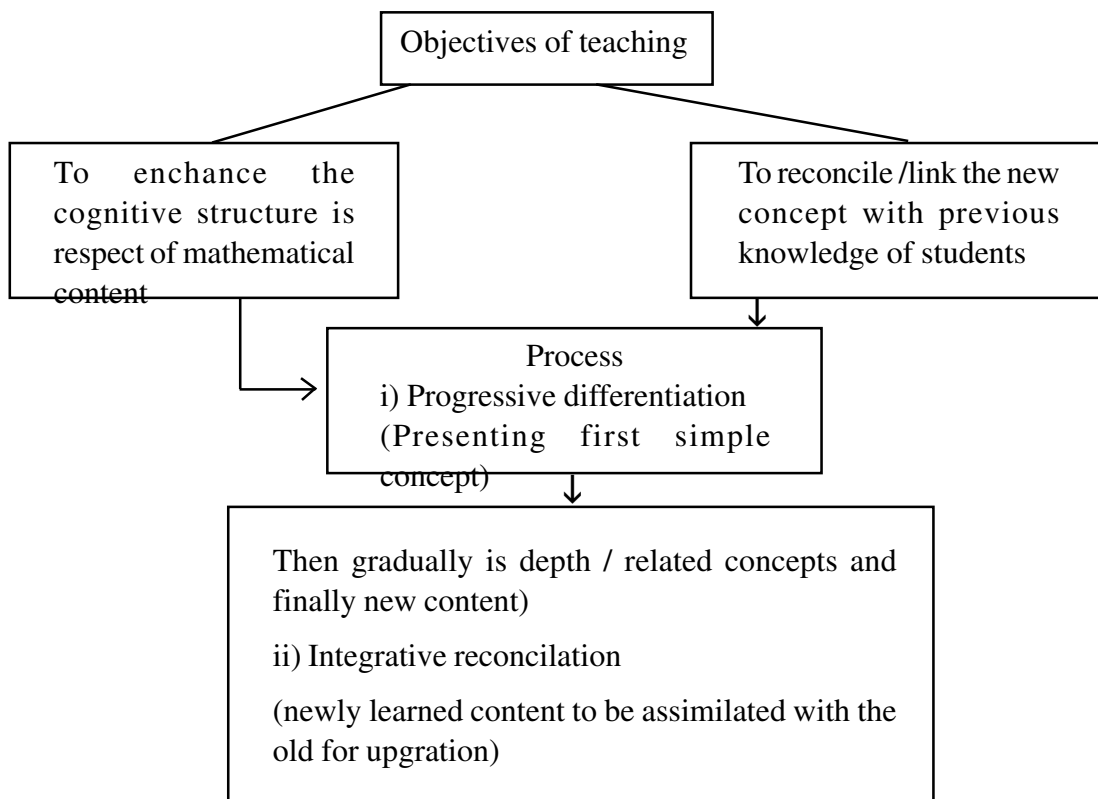 Objectives of teaching
To enchance the
cognitive structure is
respect of mathematical
content
To reconcile /link the new
concept with previous
knowledge of students
Process
i) Progressive differentiation
(Presenting first simple
concept)
Then gradually is depth / related concepts and
finally new content)
ii) Integrative reconcilation
(newly learned content to be assimilated with the
old for upgration)